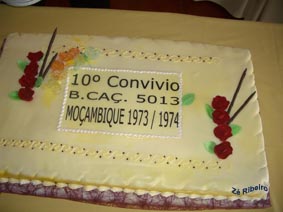 10º Convivio
B.CAÇ. 5013
MOÇAMBIQUE 1973 / 1974
Zé Ribeiro